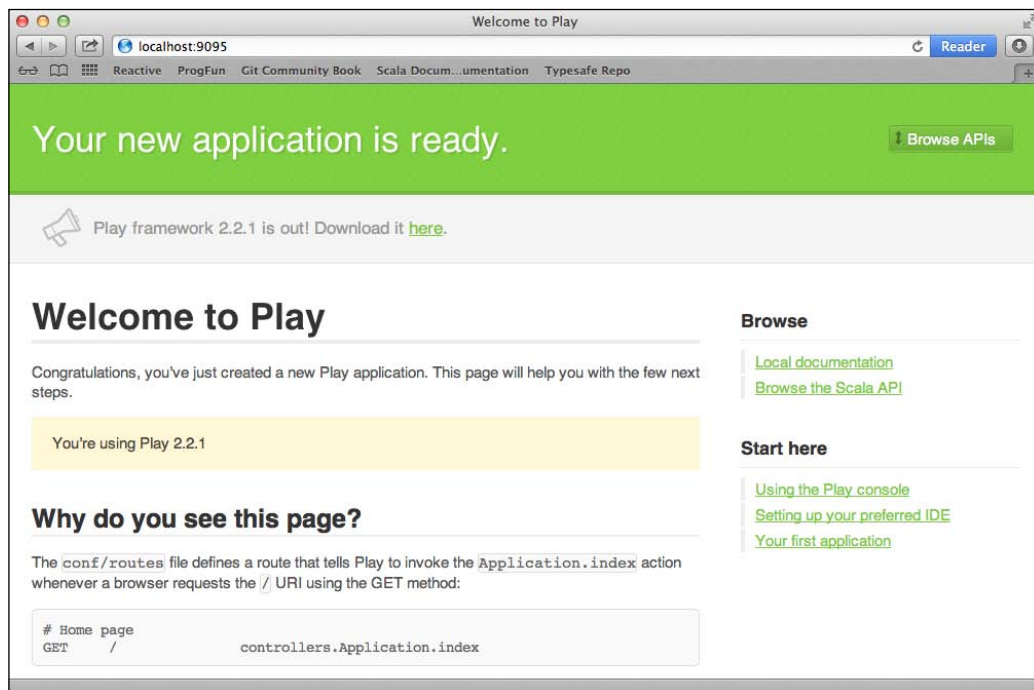 Welcome to Play
localhost:9095
Reader
Reactive ProgFun Git Community Book Scala Docum...umentation Typesafe Repo
Your new application is ready.
Browse APIs
Play framework 2.2.1 is out! Download it here.
Welcome to Play
Congratulations, you've just created a new Play application. This page will help you with the few next
steps.
You're using Play 2.2.1
Why do you see this page?
The conf/routes file defines a route that tells Play to invoke the Application.index action
whenever a browser requests the / URI using the GET method:
# Home page
GET / controllers.Application.index
Browse
Local documentation
Browse the Scala API
Start here
Using the Play console
Setting up your preferred IDE
Your first application